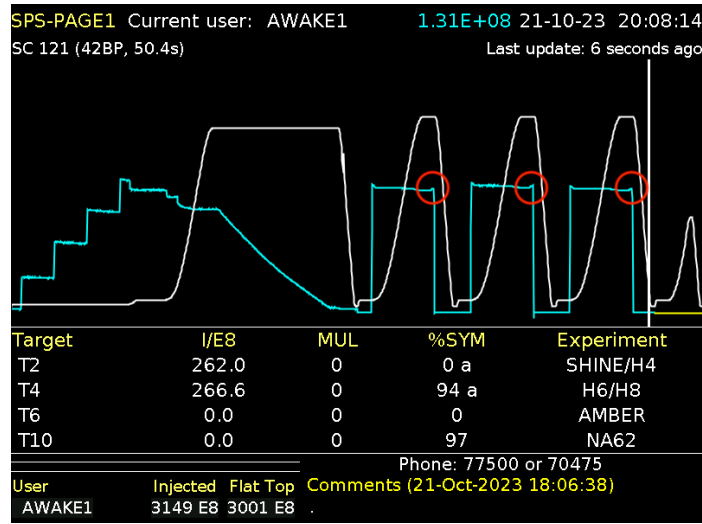 SPS-PAGE1 Current user: AWAKE1 1.31E+08 21-10-23 20:08:14
SC 121 (42BP, 50.4s) Last update: 6 seconds ago
Target I/E8 MUL %SYM Experiment
T2 262.0 0 0 a SHINE/H4
T4 266.6 0 94 a H6/H8
T6 0.0 0 0 AMBER
T10 0.0 0 97 NA62
Phone: 77500 or 70475
User Injected Flat Top Comments (21-Oct-2023 18:06:38)
AWAKE1 3149 E8 3001 E8 .